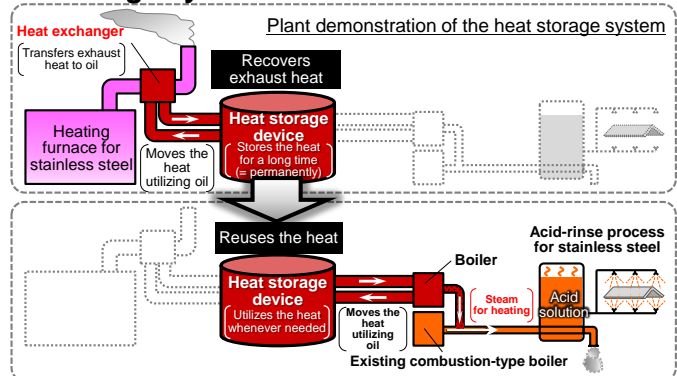 Plant demonstration of the heat storage system
Heat exchanger
Transfers exhaust
heat to oil
Recovers
exhaust heat
Heating
furnace for
stainless steel
Moves the
heat
utilizing oil
Heat storage
device
Stores the heat
for a long time
(= permanently)
Reuses the heat
Heat storage
device
Utilizes the heat
whenever needed
Moves the
heat
utilizing
oil
Boiler
Steam
for heating
Existing combustion-type boiler
Acid-rinse process
for stainless steel
Acid
solution